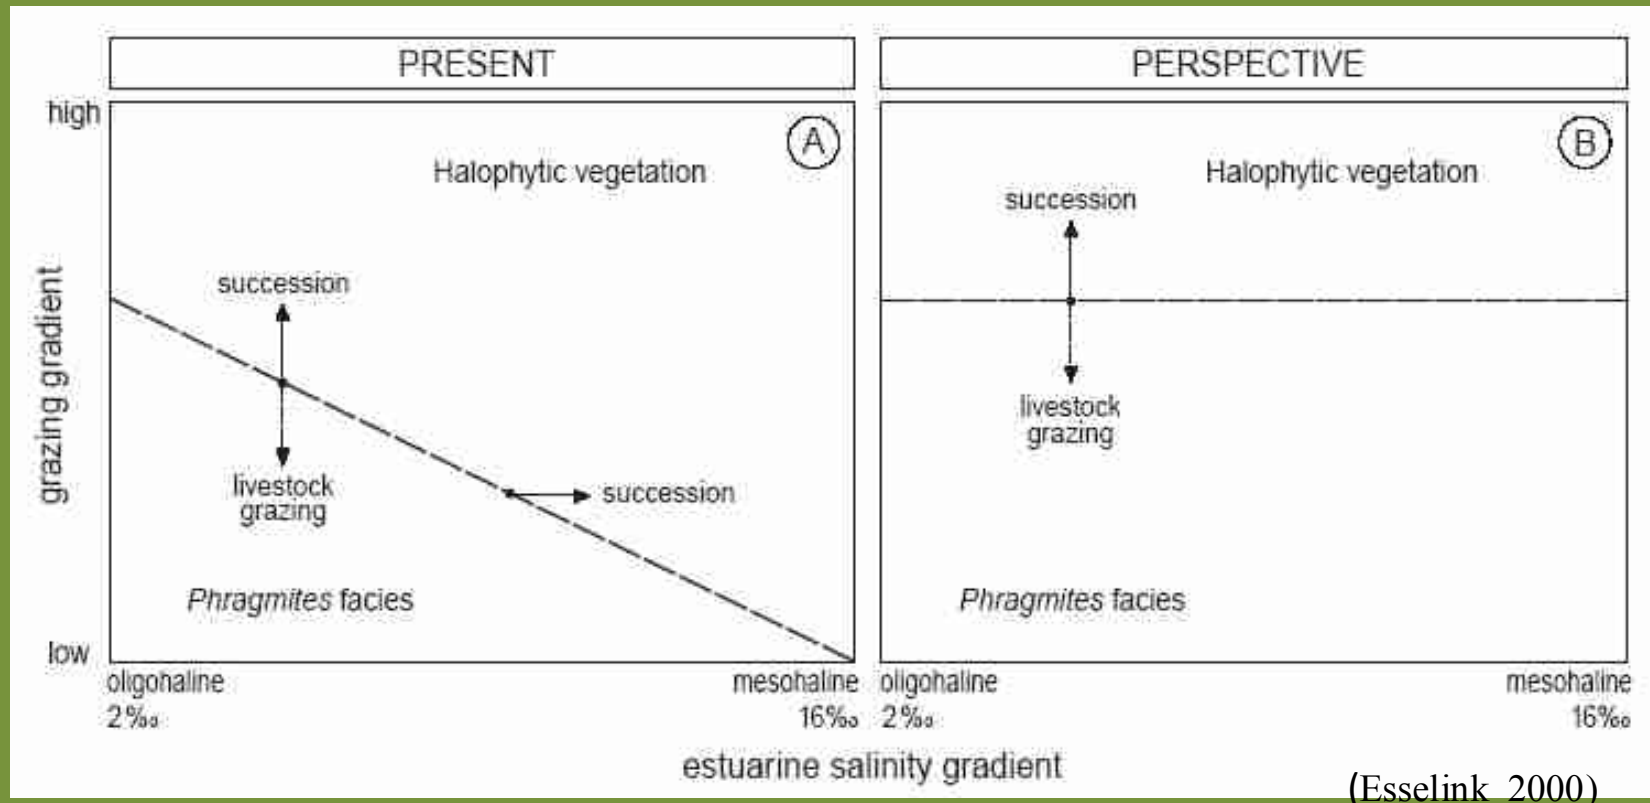 PRESENT
high
A
Halophytic vegetation
succession
grazing gradient
livestock
grazing
succession
Phragmites facies
low
oligohaline
2‰
mesohaline
16‰
PERSPECTIVE
B
Halophytic vegetation
succession
livestock
grazing
Phragmites facies
oligohaline
2‰
mesohaline
16‰
estuarine salinity gradient
(Esselink 2000)